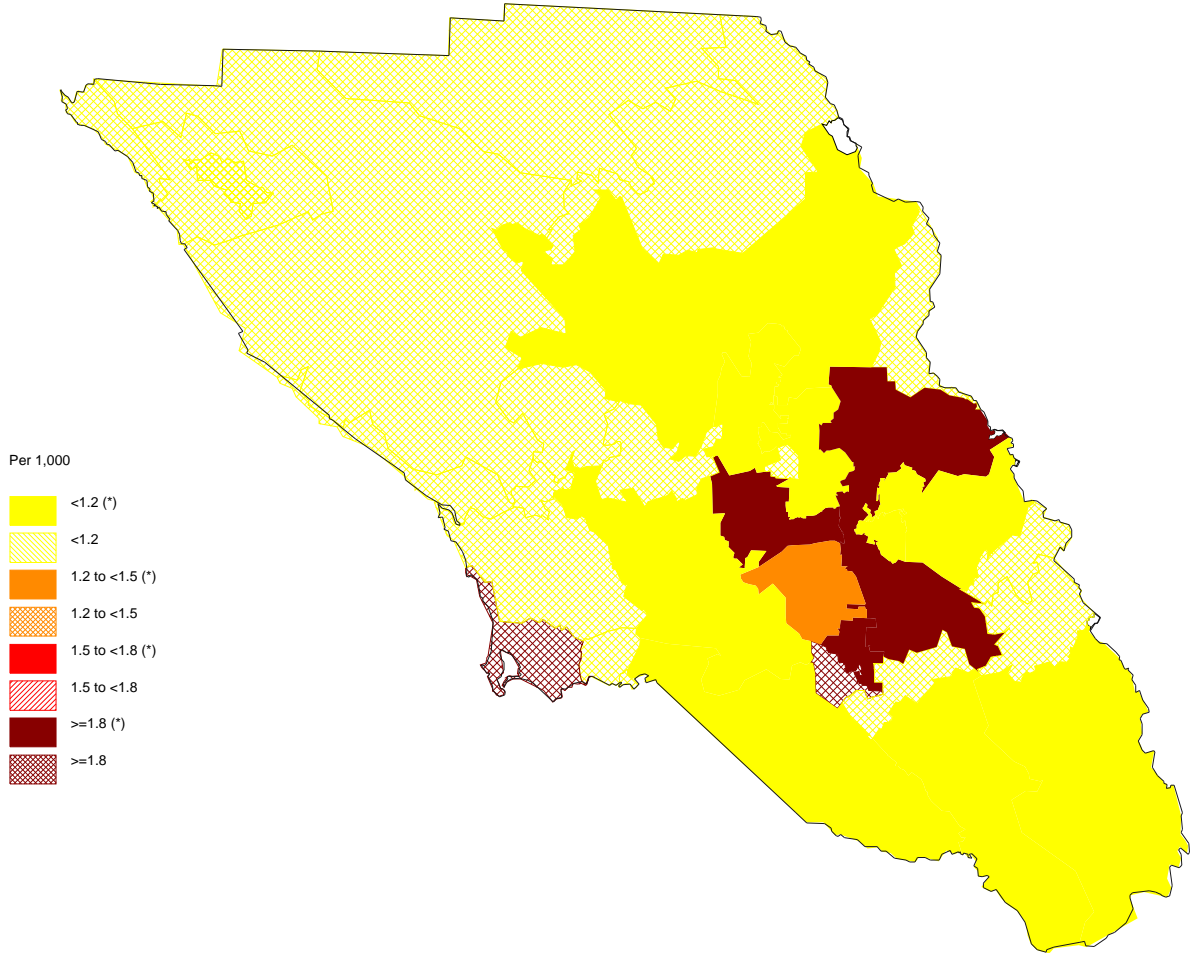 Per 1,000
<1.2 (*)
<1.2
1.2 to <1.5 (*)
1.2 to <1.5
1.5 to <1.8 (*)
1.5 to <1.8
>=1.8 (*)
>=1.8